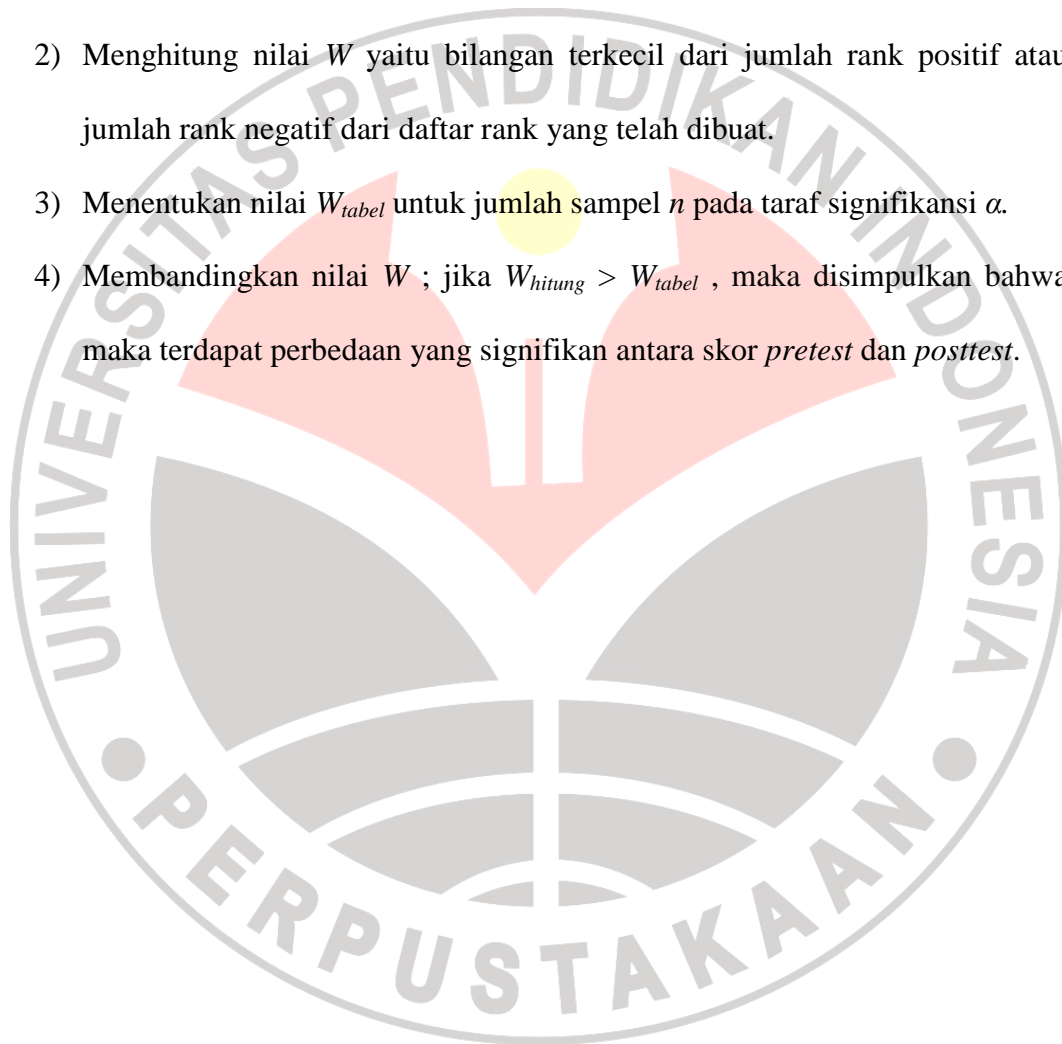 2) Menghitung nilai W yaitu bilangan terkecil dari jumlah rank positif atau
jumlah rank negatif dari daftar rank yang telah dibuat.
3) Menentukan nilai Wtabel untuk jumlah sampel n pada taraf signifikansi α.
4) Membandingkan nilai W ; jika Whitung > Wtabel , maka disimpulkan bahwa
maka terdapat perbedaan yang signifikan antara skor pretest dan posttest.
UNIVERSITAS PENDIDIKAN INDONESIA
PERPUSTAKAAN